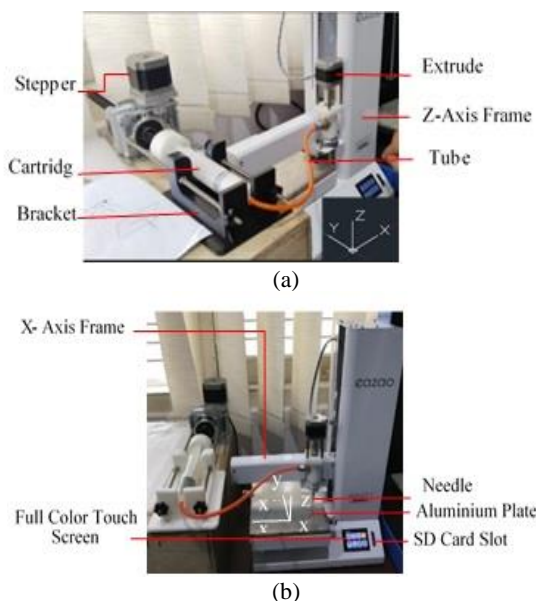 Stepper
Extrude
Z-Axis Frame
Cartridg
Tube
Bracket
Z
Y
X
(a)
X- Axis Frame
eazao
y
x
Z
x
X
Needle
Aluminium Plate
Full Color Touch
Screen
SD Card Slot
(b)